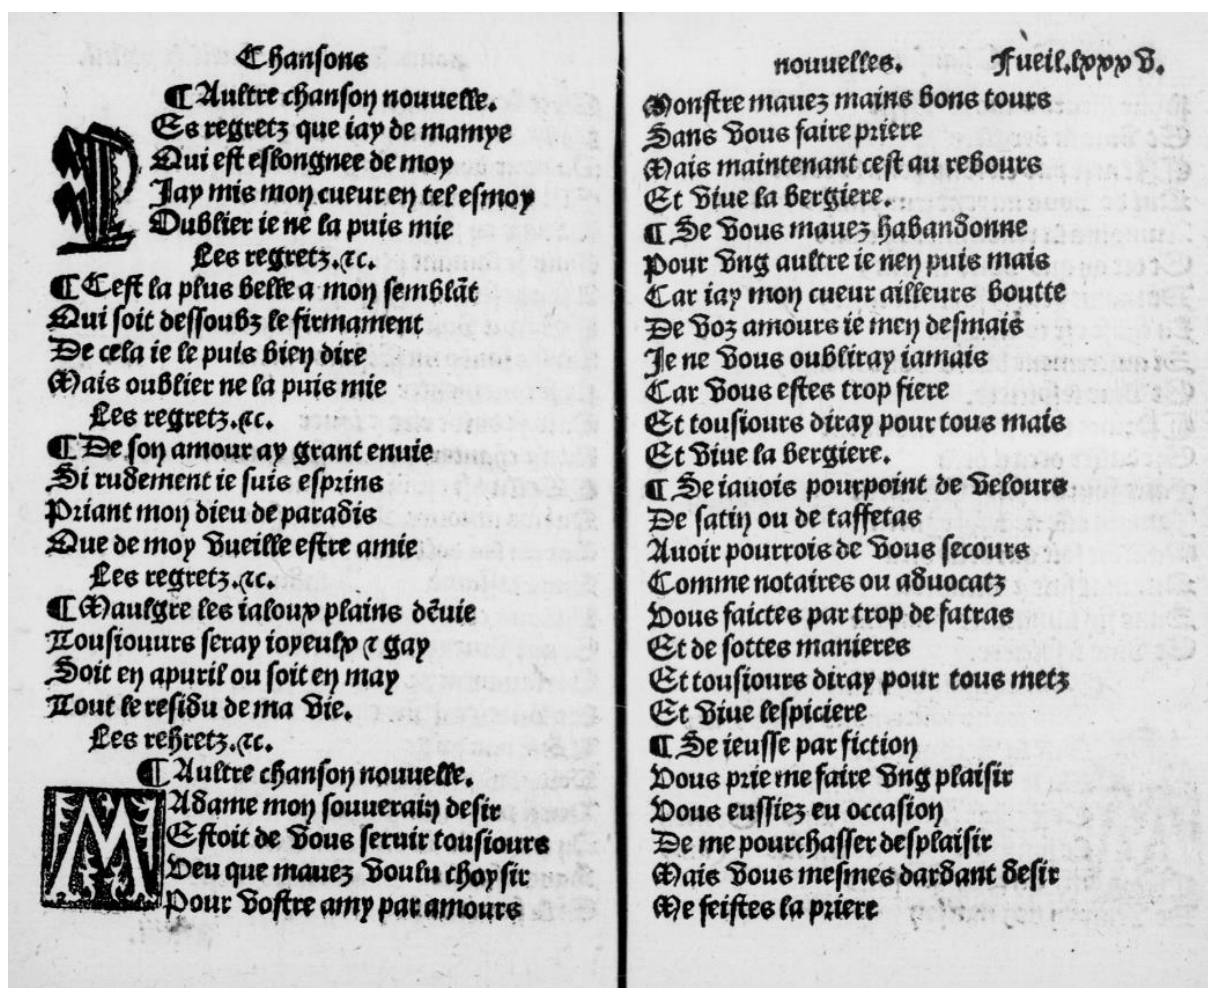 Chansons
¶ Aultre chanson nouuelle.
LEs regretz que iay de mamye
Qui est eslongnee de moy
Jay mis mon cueur en tel esmoy
Oublier ie ne la puis mie
Les regretz.⁊c.
¶ Cest la plus belle a mon semblãt
Qui soit dessoubz le firmament
De cela ie le puis bien dire
Mais oublier ne la puis mie
Les regretz.⁊c.
¶ De son amour ay grant enuie
Si rudement ie suis esprins
Priant mon dieu de paradis
Que de moy vueille estre amie
Les regretz.⁊c.
¶ Maulgre les ialoux plains dẽuie
Tousiouurs seray ioyeulx ⁊ gay
Soit en apuril ou soit en may
Tout le residu de ma vie.
Les rehretz.⁊c.
¶ Aultre chanson nouuelle.
MAdame mon souuerain desir
Estoit de vous seruir tousiours
Veu que mauez voulu choysir
Pour vostre amy par amours
nouuelles. Fueil.lxxxv.
Monstre mauez mains bons tours
Sans vous faire priere
Mais maintenant cest au rebours
Et viue la bergiere.
¶ Se vous mauez habandonne
Pour vng aultre ie nen puis mais
Car iay mon cueur ailleurs boutte
De voz amours ie men desmais
Je ne vous oubliray iamais
Car vous estes trop fiere
Et tousiours diray pour tous mais
Et viue la bergiere.
¶ Se iauois pourpoint de velours
De satin ou de taffetas
Auoir pourrois de vous secours
Comme notaires ou aduocatz
Vous faictes par trop de fatras
Et de sottes manieres
Et tousiours diray pour tous metz
Et viue lespiciere
¶ Se ieusse par fiction
Vous prie me faire vng plaisir
Vous eussiez eu occasion
De me pourchasser desplaisir
Mais vous mesmes dardant desir
Me feistes la priere